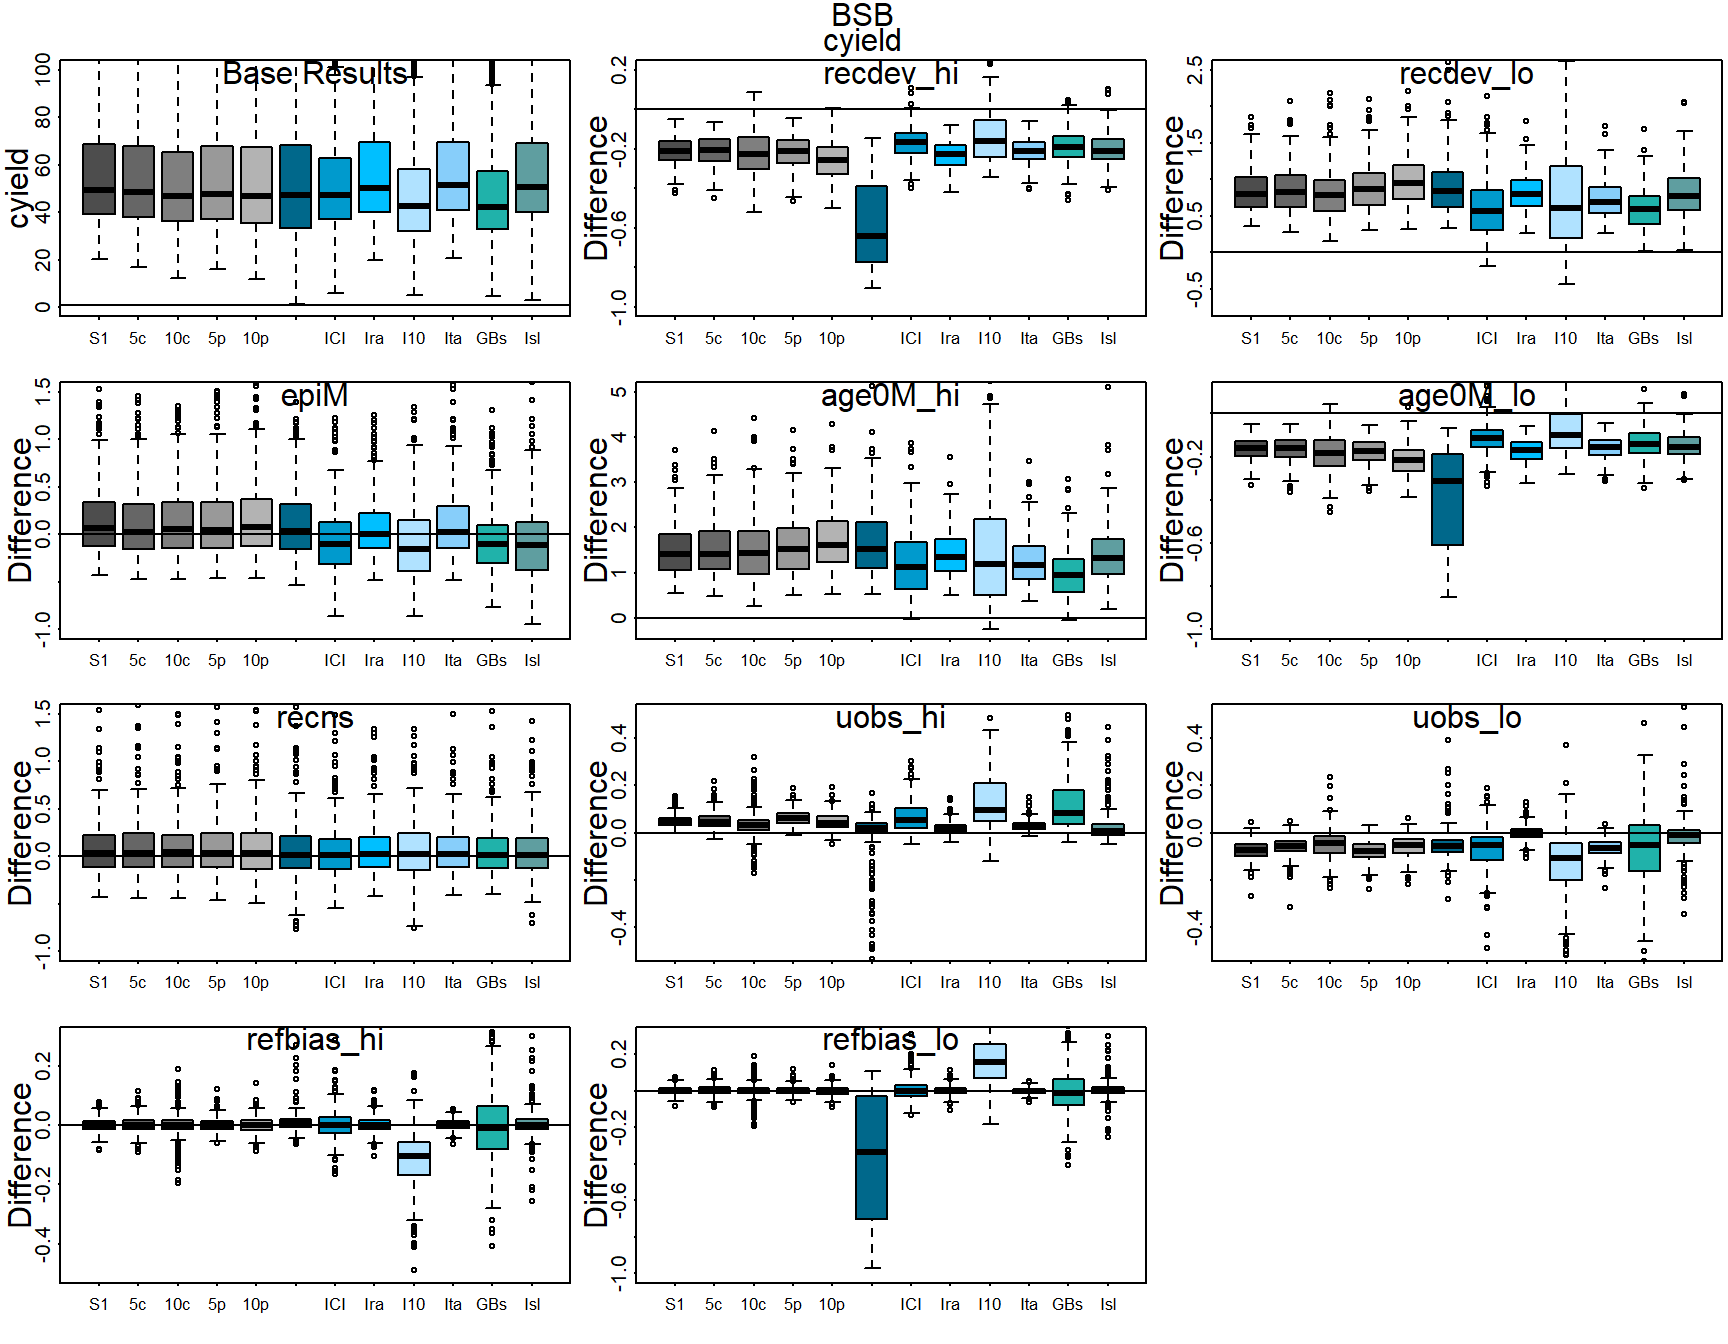 BSB
cyield
Base Results
cyield
0 20 40 60 80 100
S1 5c 10c 5p 10p ICI Ira I10 Ita GBs Isl
recdev_hi
Difference
-1.0 -0.6 -0.2 0.2
S1 5c 10c 5p 10p ICI Ira I10 Ita GBs Isl
recdev_lo
Difference
-0.5 0.5 1.5 2.5
S1 5c 10c 5p 10p ICI Ira I10 Ita GBs Isl
epiM
Difference
-1.0 0.0 0.5 1.0 1.5
S1 5c 10c 5p 10p ICI Ira I10 Ita GBs Isl
age0M_hi
Difference
0 1 2 3 4 5
S1 5c 10c 5p 10p ICI Ira I10 Ita GBs Isl
age0M_lo
Difference
-1.0 -0.6 -0.2
S1 5c 10c 5p 10p ICI Ira I10 Ita GBs Isl
recns
Difference
-1.0 0.0 0.5 1.0 1.5
S1 5c 10c 5p 10p ICI Ira I10 Ita GBs Isl
uobs_hi
Difference
-0.4 0.0 0.2 0.4
S1 5c 10c 5p 10p ICI Ira I10 Ita GBs Isl
uobs_lo
Difference
-0.4 0.0 0.2 0.4
S1 5c 10c 5p 10p ICI Ira I10 Ita GBs Isl
refbias_hi
Difference
-0.4 -0.2 0.0 0.2
S1 5c 10c 5p 10p ICI Ira I10 Ita GBs Isl
refbias_lo
Difference
-1.0 -0.6 -0.2 0.2
S1 5c 10c 5p 10p ICI Ira I10 Ita GBs Isl